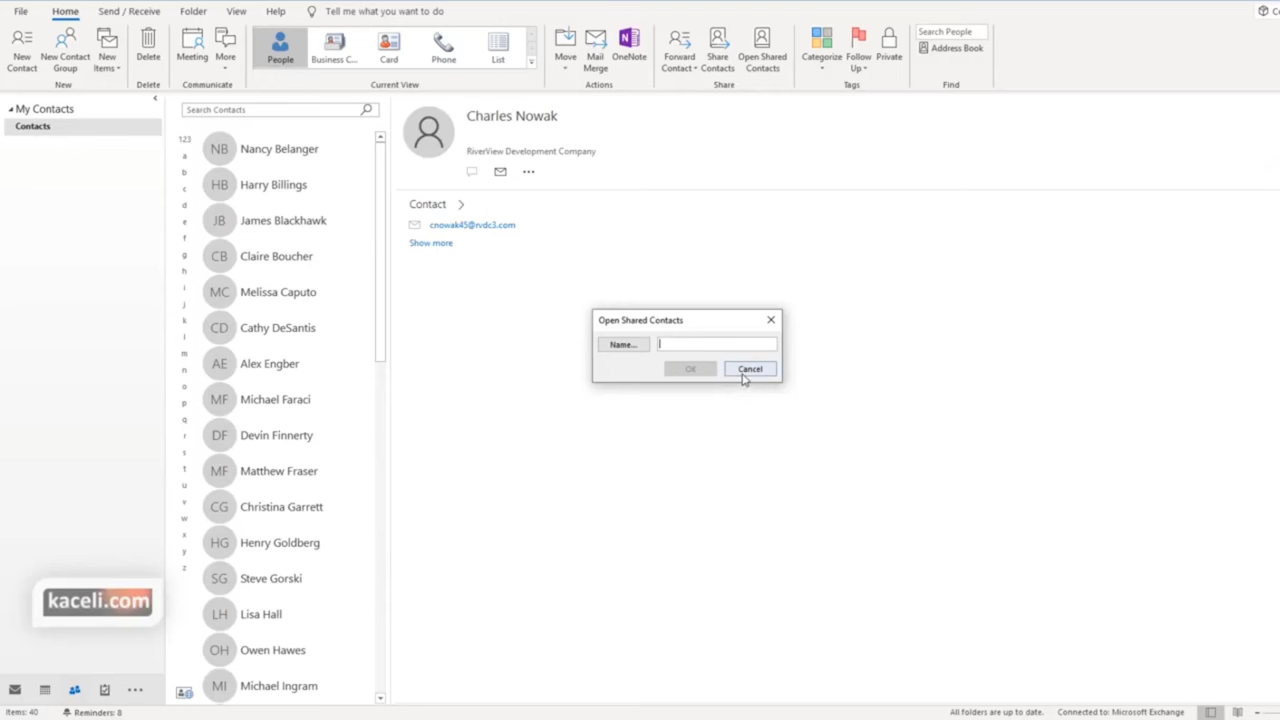 File Home Send / Receive Folder View Help Tell me what you want to do
New Contact
New Contact Group
New Items
Delete
Meeting
More
People
Business C...
Card
Phone
List
Move
Mail Merge
OneNote
Forward Contact
Share Contacts
Open Shared Contacts
Categorize
Follow Up
Private
Search People
Address Book
New
Delete
Communicate
Current View
Actions
Share
Tags
Find
My Contacts
Contacts
Search Contacts
123
a
b
c
d
e
f
g
h
i
j
k
l
m
n
o
p
q
r
s
t
u
v
w
x
y
z
NB Nancy Belanger
HB Harry Billings
JB James Blackhawk
CB Claire Boucher
MC Melissa Caputo
CD Cathy DeSantis
AE Alex Engber
MF Michael Faraci
DF Devin Finnerty
MF Matthew Fraser
CG Christina Garrett
HG Henry Goldberg
SG Steve Gorski
LH Lisa Hall
OH Owen Hawes
MI Michael Ingram
Charles Nowak
RiverView Development Company
Contact
cnowak45@rvdc3.com
Show more
Open Shared Contacts
Name...
OK Cancel
kaceli.com
Items: 40 Reminders: 8 All folders are up to date. Connected to: Microsoft Exchange